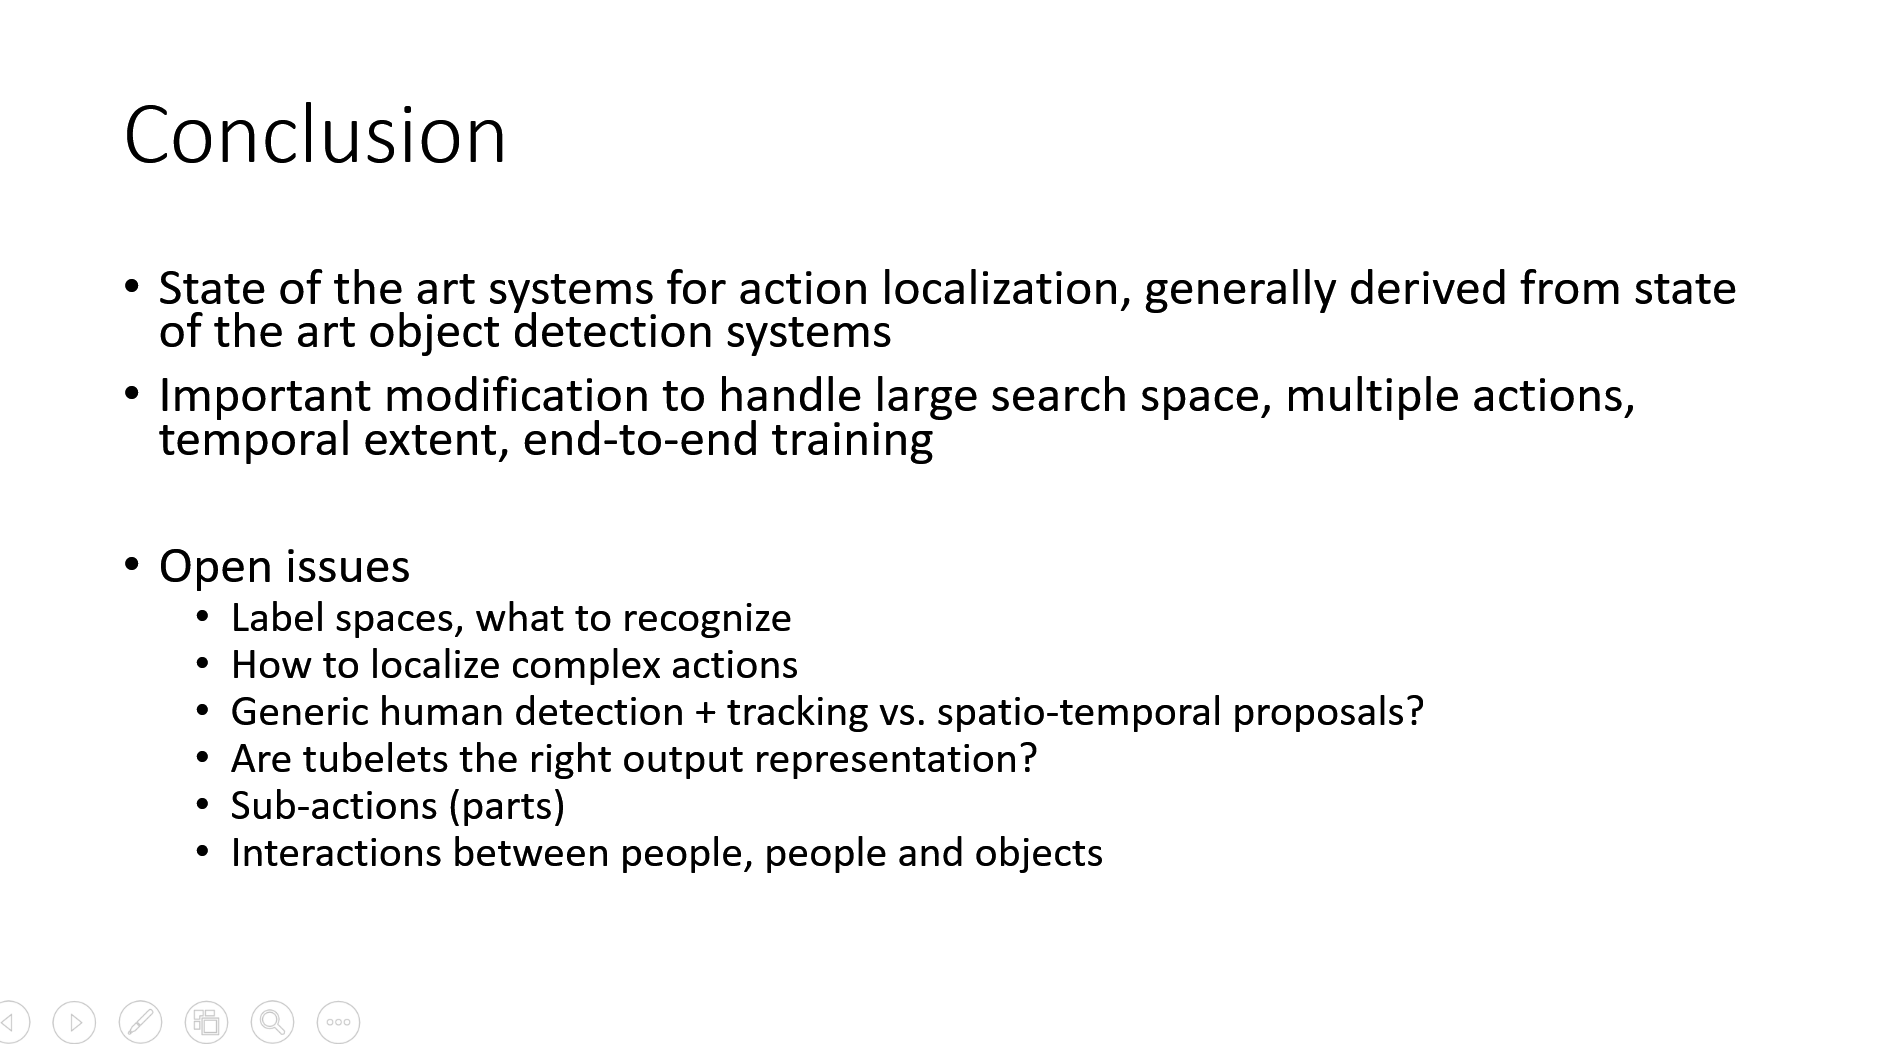 Conclusion
• State of the art systems for action localization, generally derived from state
of the art object detection systems
• Important modification to handle large search space, multiple actions,
temporal extent, end-to-end training
• Open issues
• Label spaces, what to recognize
• How to localize complex actions
• Generic human detection + tracking vs. spatio-temporal proposals?
• Are tubelets the right output representation?
• Sub-actions (parts)
• Interactions between people, people and objects